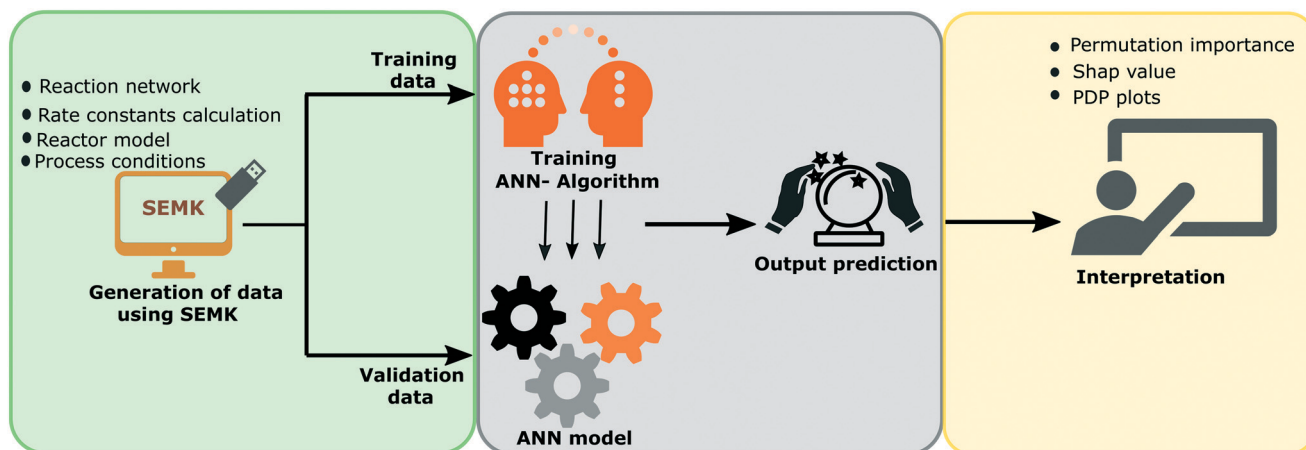 ● Reaction network
● Rate constants calculation
● Reactor model
● Process conditions
SEMK
Generation of data
using SEMK
Training
data
Validation
data
Training
ANN- Algorithm
ANN model
Output prediction
● Permutation importance
● Shap value
● PDP plots
Interpretation